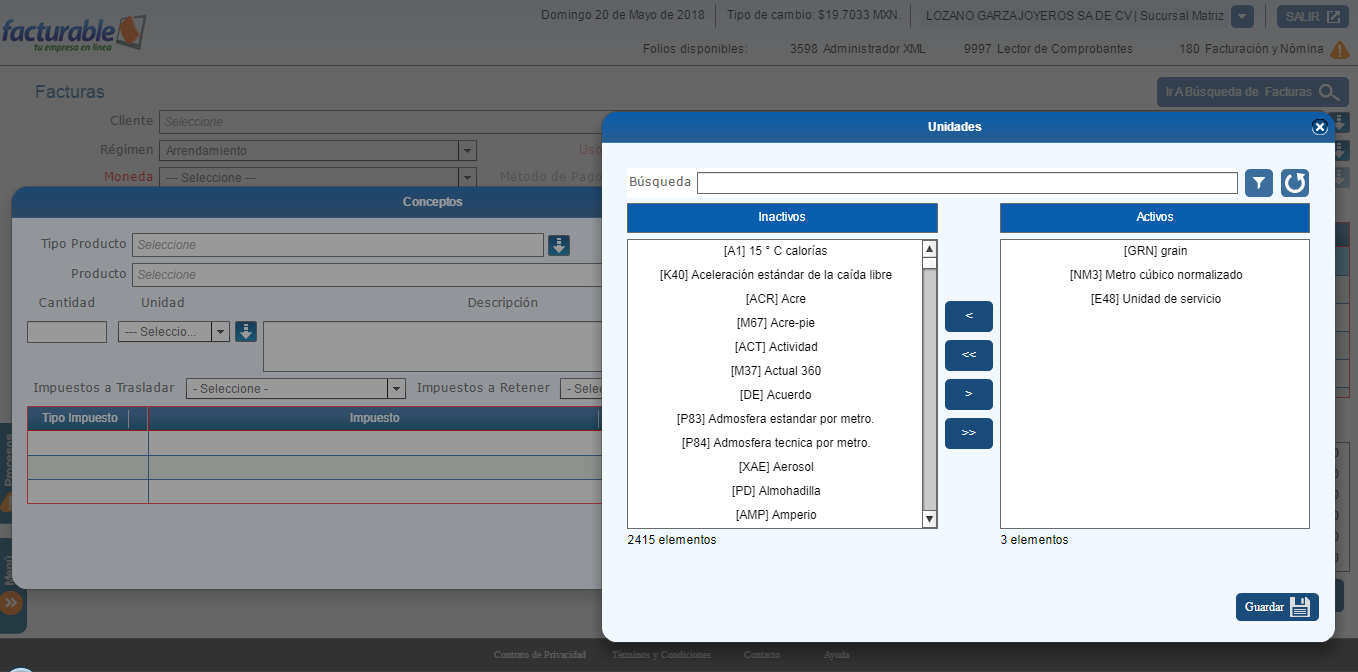 facturable
tu empresa en línea
Domingo 20 de Mayo de 2018
Tipo de cambio: $19.7033 MXN.
LOZANO GARZA JOYEROS SA DE CV | Sucursal Matriz
SALIR
Folios disponibles:
3598 Administrador XML
9997 Lector de Comprobantes
180 Facturación y Nómina
Facturas
Ir A Búsqueda de Facturas
Cliente
Seleccione
Régimen
Arrendamiento
Uso
Moneda
--- Seleccione ---
Método de Pago
Conceptos
Tipo Producto
Seleccione
Producto
Seleccione
Cantidad
Unidad
Descripción
--- Seleccio...
Impuestos a Trasladar
- Seleccione -
Impuestos a Retener
- Sele
Tipo Impuesto
Impuesto
Procesos
Menú
Unidades
Búsqueda
Inactivos
[A1] 15 ° C calorías
[K40] Aceleración estándar de la caída libre
[ACR] Acre
[M67] Acre-pie
[ACT] Actividad
[M37] Actual 360
[DE] Acuerdo
[P83] Admosfera estandar por metro.
[P84] Admosfera tecnica por metro.
[XAE] Aerosol
[PD] Almohadilla
[AMP] Amperio
2415 elementos
<
<<
>
>>
Activos
[GRN] grain
[NM3] Metro cúbico normalizado
[E48] Unidad de servicio
3 elementos
Guardar
Contrato de Privacidad
Términos y Condiciones
Contacto
Ayuda